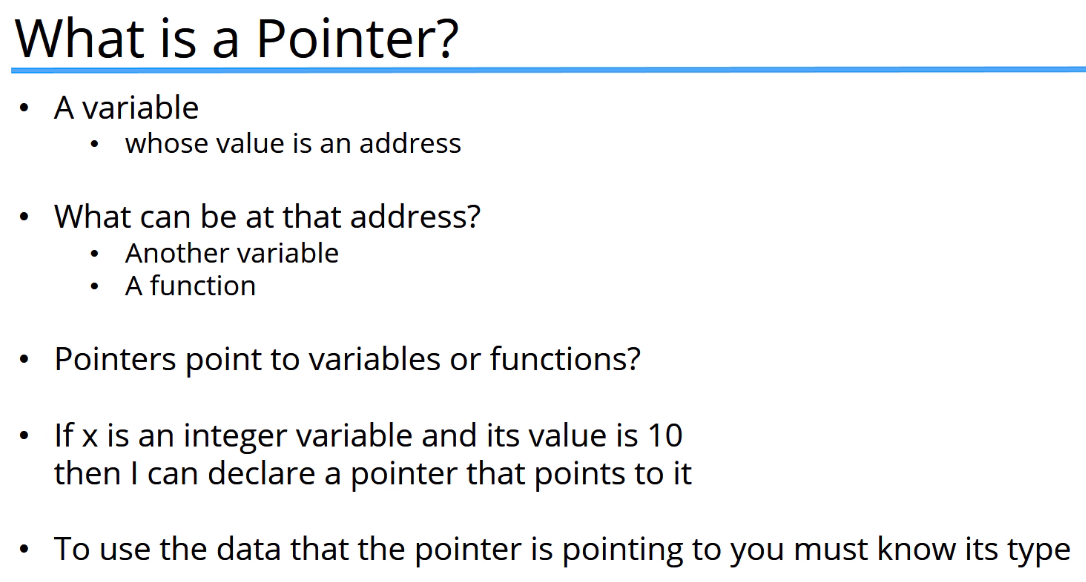 What is a Pointer?
• A variable
• whose value is an address
• What can be at that address?
• Another variable
• A function
• Pointers point to variables or functions?
• If x is an integer variable and its value is 10
then I can declare a pointer that points to it
• To use the data that the pointer is pointing to you must know its type